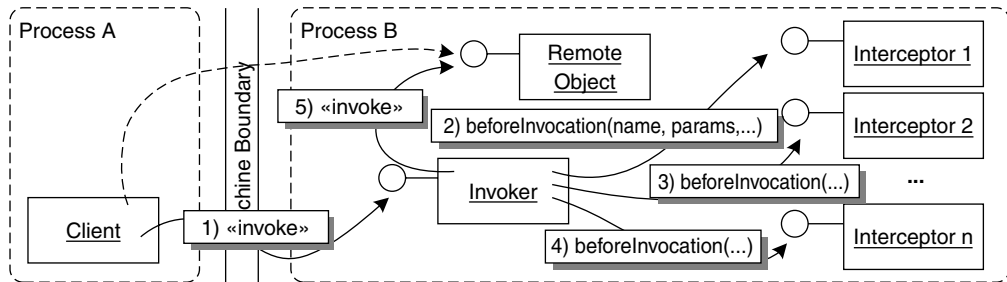 Process A
Process B
Remote
Object
Interceptor 1
5) «invoke»
2) beforeInvocation(name, params,...)
Interceptor 2
Invoker
3) beforeInvocation(...)
...
Client
1) «invoke»
4) beforeInvocation(...)
Interceptor n
Boundary